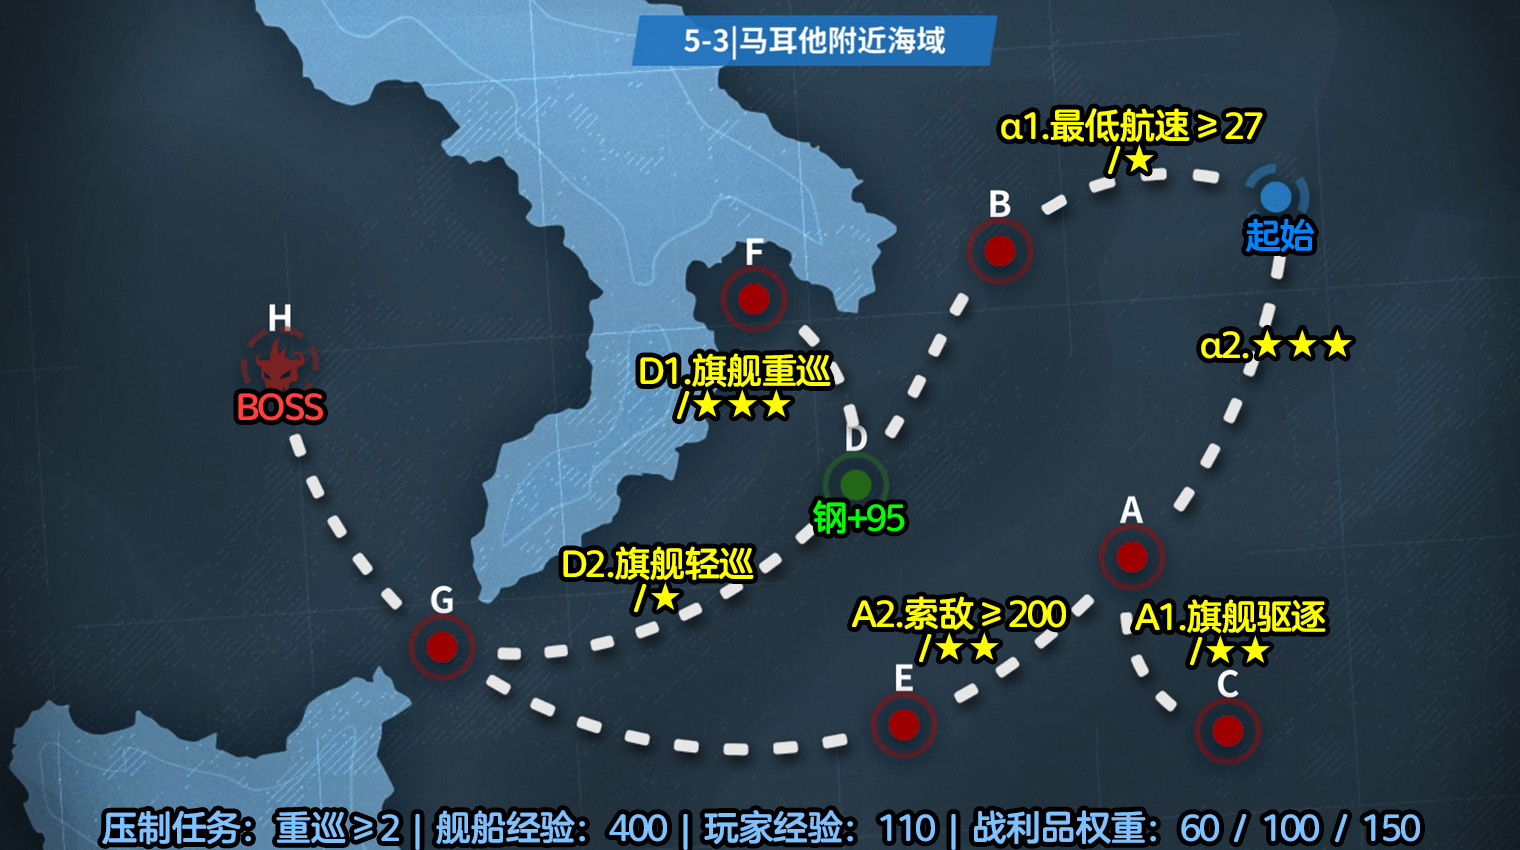 5-3|马耳他附近海域
α1.最低航速≥27
/★
B
起始
F
H
α2.★★★
D1.旗舰重巡
/★★★
BOSS
D
钢+95
A
D2.旗舰轻巡
/★
G
A2.索敌≥200
/★★
A1.旗舰驱逐
/★★
E
C
压制任务：重巡≥2 | 舰船经验：400 | 玩家经验：110 | 战利品权重：60 / 100 / 150